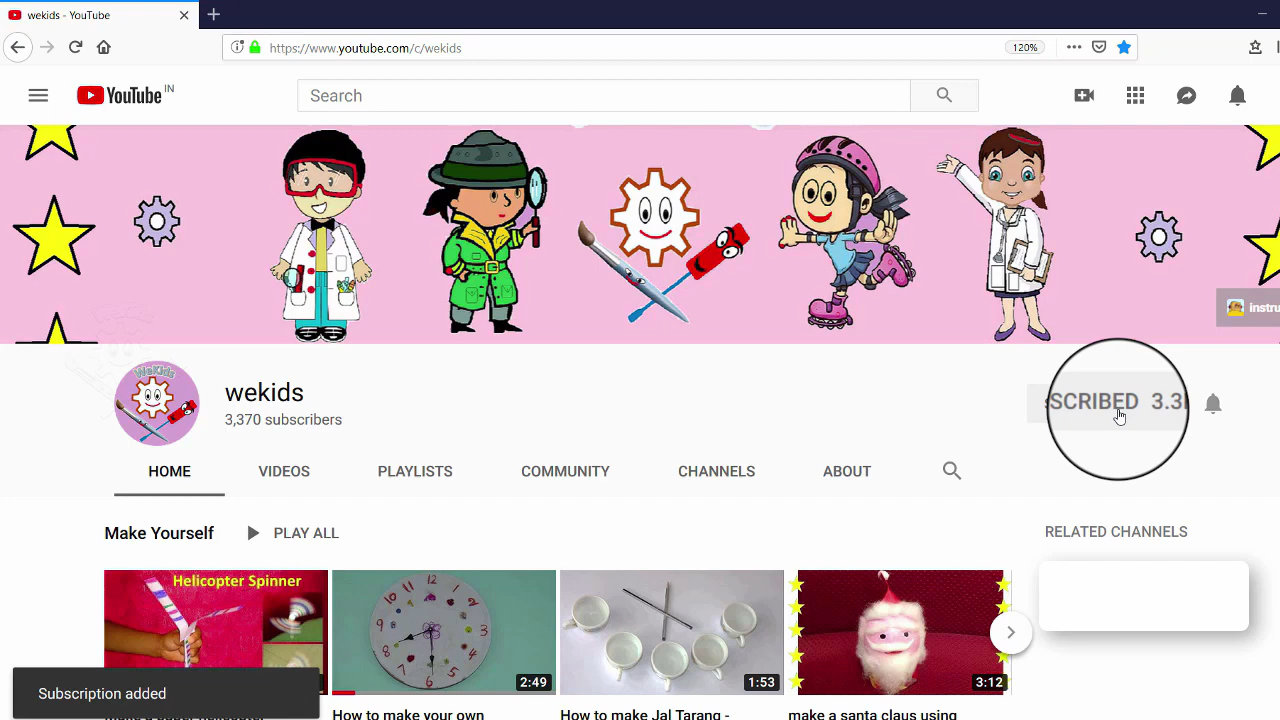 wekids - YouTube
https://www.youtube.com/c/wekids
120%
YouTube IN
Search
WeKids
wekids
3,370 subscribers
SCRIBED 3.3
HOME VIDEOS PLAYLISTS COMMUNITY CHANNELS ABOUT
Make Yourself PLAY ALL
RELATED CHANNELS
Helicopter Spinner
2:49
1:53
3:12
Subscription added
How to make your own
How to make Jal Tarang -
make a santa claus using